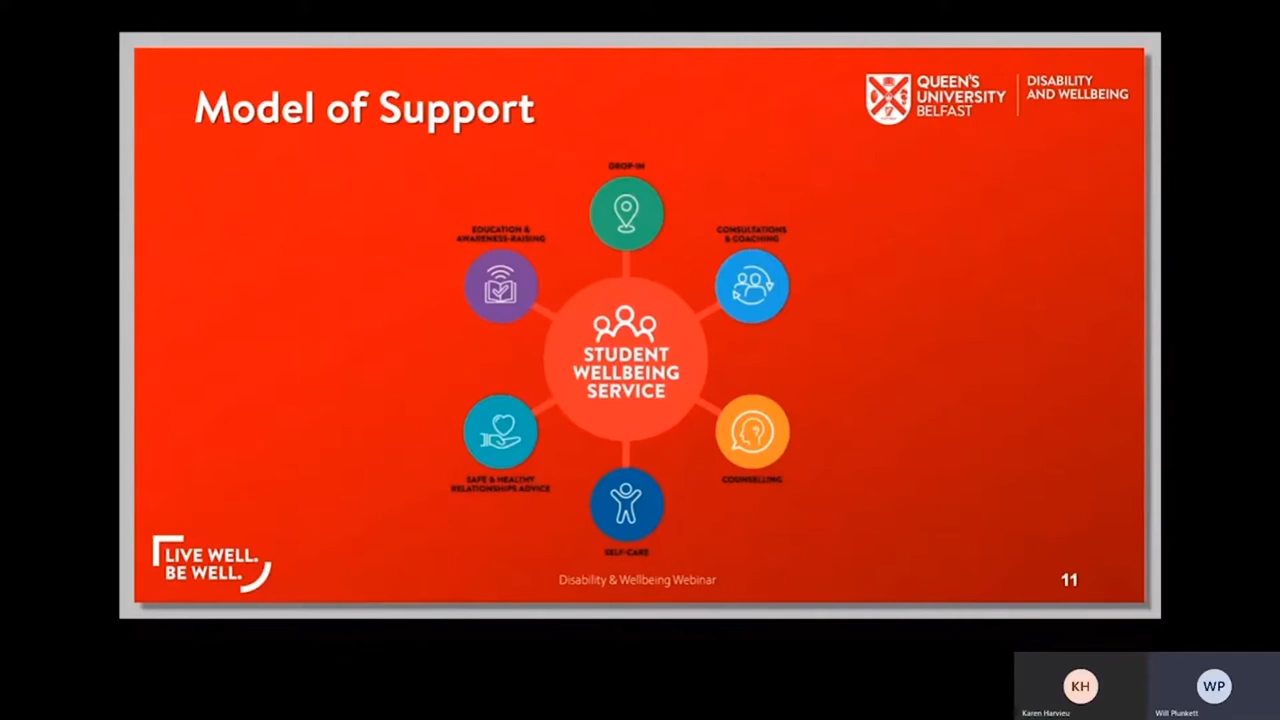 Model of Support
QUEEN'S
UNIVERSITY
BELFAST
DISABILITY
AND WELLBEING
DROP-IN
EDUCATION &
AWARENESS-RAISING
CONSULTATIONS
& COACHING
STUDENT
WELLBEING
SERVICE
SAFE & HEALTHY
RELATIONSHIPS ADVICE
COUNSELLING
SELF-CARE
LIVE WELL.
BE WELL.
Disability & Wellbeing Webinar
11
KH
WP
Karen Harvieu
Will Plunkett